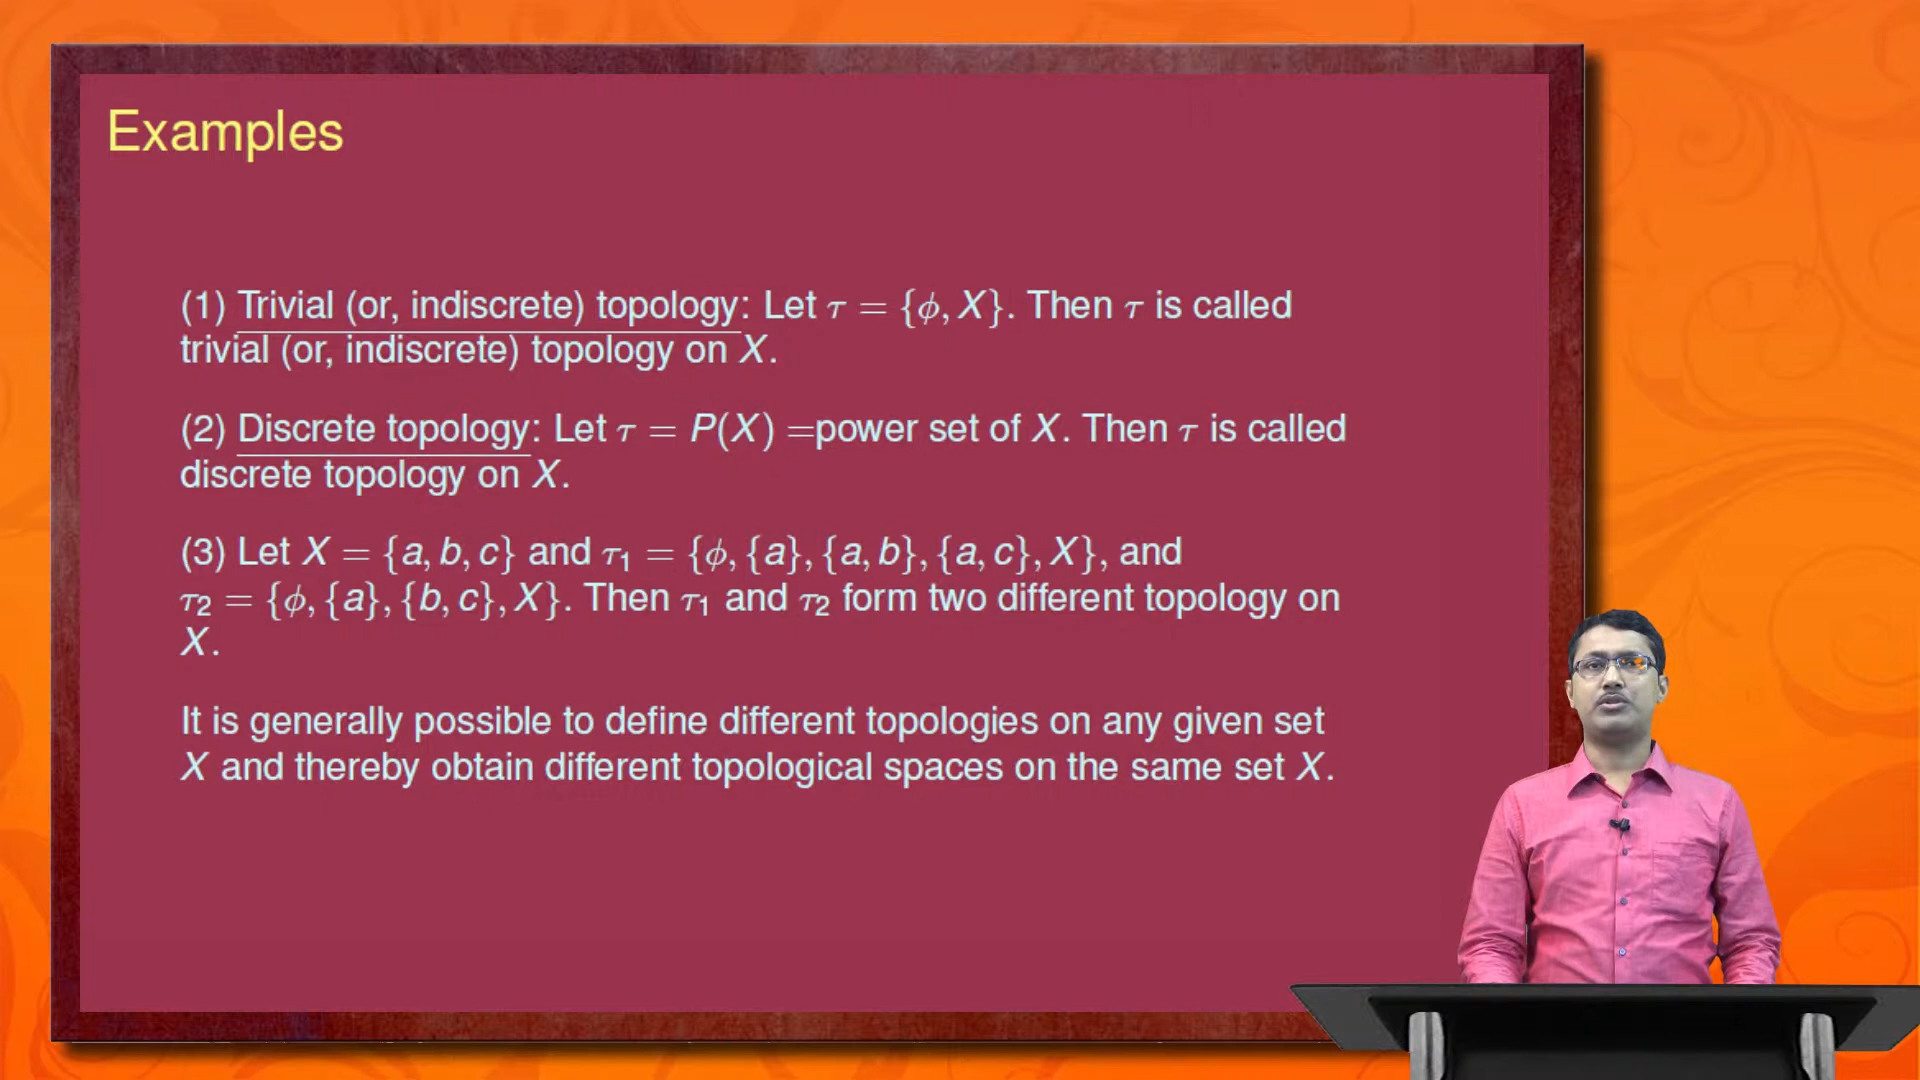 Examples
(1) Trivial (or, indiscrete) topology: Let τ = {ϕ, X}. Then τ is called
trivial (or, indiscrete) topology on X.
(2) Discrete topology: Let τ = P(X) =power set of X. Then τ is called
discrete topology on X.
(3) Let X = {a, b, c} and τ₁ = {ϕ, {a}, {a, b}, {a, c}, X}, and
τ₂ = {ϕ, {a}, {b, c}, X}. Then τ₁ and τ₂ form two different topology on
X.
It is generally possible to define different topologies on any given set
X and thereby obtain different topological spaces on the same set X.